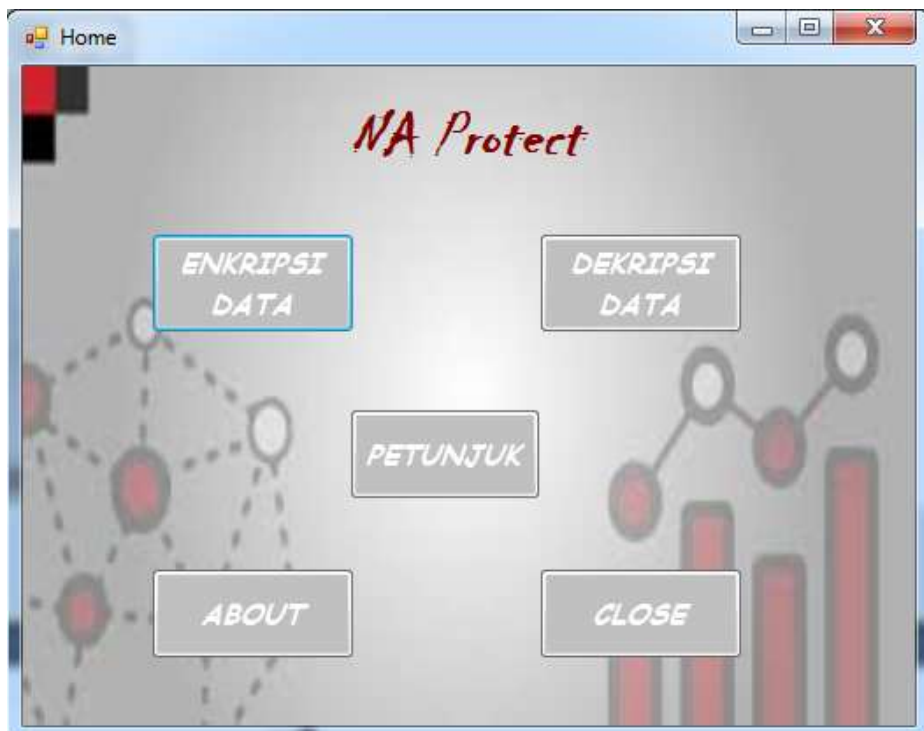 Home
NA Protect
ENKRIPSI
DATA
DEKRIPSI
DATA
PETUNJUK
ABOUT
CLOSE